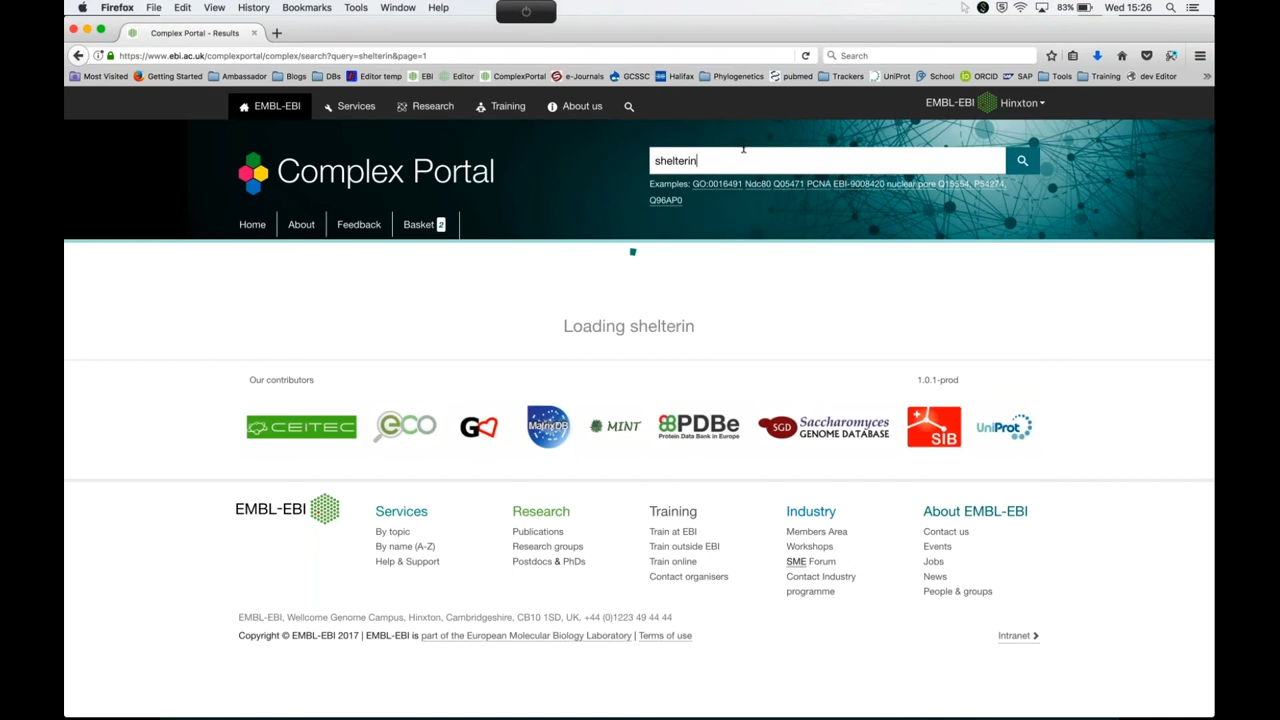 Firefox File Edit View History Bookmarks Tools Window Help 83% Wed 15:26
Complex Portal - Results
https://www.ebi.ac.uk/complexportal/complex/search?query=shelterin&page=1 Search
Most Visited Getting Started Ambassador Blogs DBs Editor temp EBI Editor ComplexPortal e-Journals GCSSC Halifax Phylogenetics pubmed Trackers UniProt School ORCID SAP Tools Training dev Editor
EMBL-EBI Services Research Training About us EMBL-EBI Hinxton
Complex Portal
shelterin
Examples: GO:0016491 Ndc80 Q05471 PCNA EBI-9008420 nuclear pore Q15554, P54274,
Q96AP0
Home About Feedback Basket 2
Loading shelterin
Our contributors 1.0.1-prod
CEITEC eco G MatrixDB MINT PDBe Protein Data Bank in Europe SGD Saccharomyces GENOME DATABASE SIB UniProt
EMBL-EBI Services Research Training Industry About EMBL-EBI
By topic Publications Train at EBI Members Area Contact us
By name (A-Z) Research groups Train outside EBI Workshops Events
Help & Support Postdocs & PhDs Train online SME Forum Jobs
Contact organisers Contact Industry News
programme People & groups
EMBL-EBI, Wellcome Genome Campus, Hinxton, Cambridgeshire, CB10 1SD, UK. +44 (0)1223 49 44 44
Copyright © EMBL-EBI 2017 | EMBL-EBI is part of the European Molecular Biology Laboratory | Terms of use Intranet